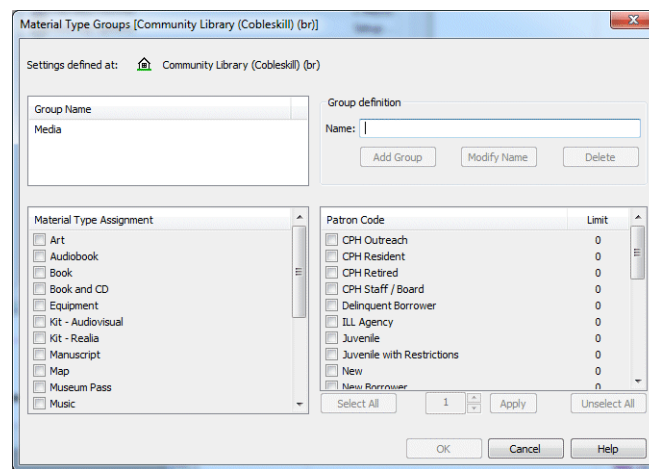 Material Type Groups [Community Library (Cobleskill) (br)]
Settings defined at: Community Library (Cobleskill) (br)
Group Name
Media
Group definition
Name:
Add Group Modify Name Delete
Material Type Assignment
Art
Audiobook
Book
Book and CD
Equipment
Kit - Audiovisual
Kit - Realia
Manuscript
Map
Museum Pass
Music
Patron Code Limit
CPH Outreach 0
CPH Resident 0
CPH Retired 0
CPH Staff / Board 0
Delinquent Borrower 0
ILL Agency 0
Juvenile 0
Juvenile with Restrictions 0
New 0
New Borrower 0
Select All 1 Apply Unselect All
OK Cancel Help